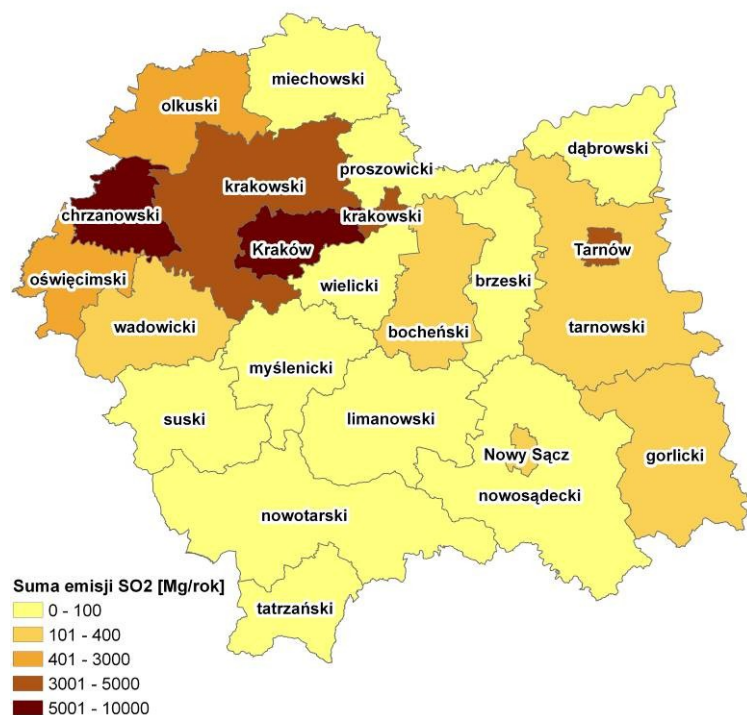 miechowski
olkuski
dąbrowski
proszowicki
krakowski
chrzanowski
krakowski
Kraków
Tarnów
oświęcimski
wielicki
brzeski
wadowicki
bocheński
tarnowski
myślenicki
suski
limanowski
Nowy Sącz
gorlicki
nowosądecki
nowotarski
tatrzański
Suma emisji SO2 [Mg/rok]
0 - 100
101 - 400
401 - 3000
3001 - 5000
5001 - 10000